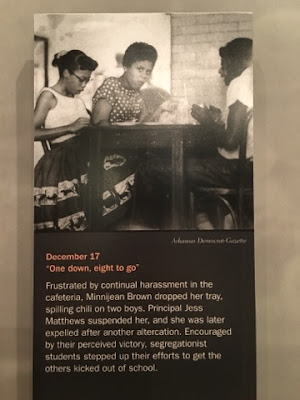 Arkansas Democrat-Gazette
December 17
"One down, eight to go"
Frustrated by continual harassment in the
cafeteria, Minnijean Brown dropped her tray,
spilling chili on two boys. Principal Jess
Matthews suspended her, and she was later
expelled after another altercation. Encouraged
by their perceived victory, segregationist
students stepped up their efforts to get the
others kicked out of school.